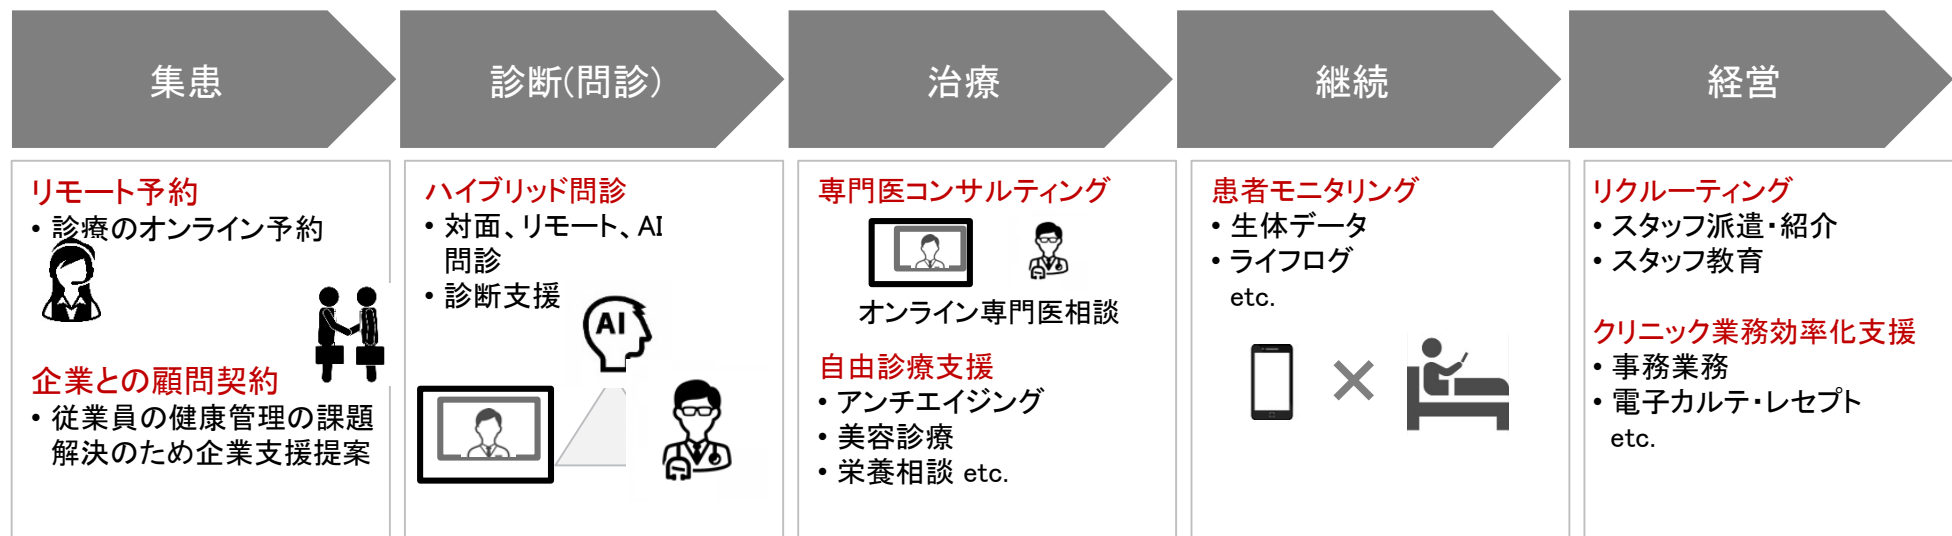 集患
診断(問診)
治療
継続
経営
リモート予約
• 診療のオンライン予約
企業との顧問契約
• 従業員の健康管理の課題
解決のため企業支援提案
ハイブリッド問診
• 対面、リモート、AI
問診
• 診断支援
AI
専門医コンサルティング
オンライン専門医相談
自由診療支援
• アンチエイジング
• 美容診療
• 栄養相談 etc.
患者モニタリング
• 生体データ
• ライフログ
etc.
リクルーティング
• スタッフ派遣・紹介
• スタッフ教育
クリニック業務効率化支援
• 事務業務
• 電子カルテ・レセプト
etc.